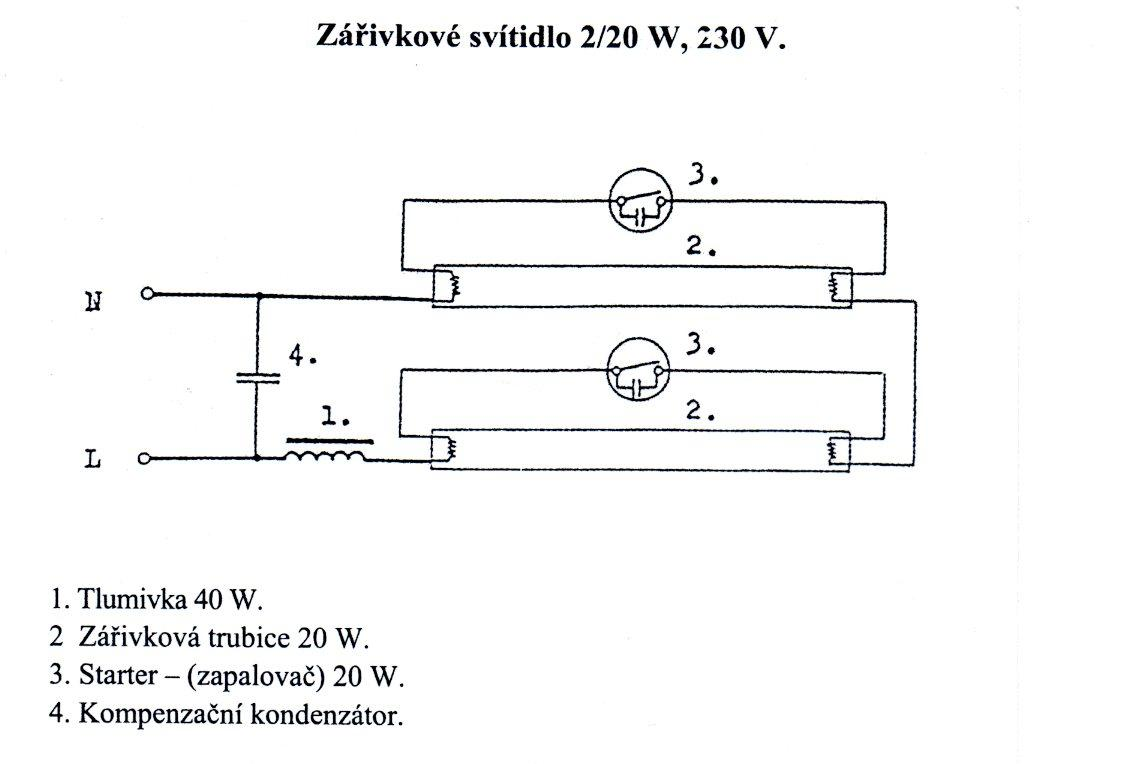 Zářivkové svítidlo 2/20 W, 230 V.
3.
2.
N
4.
3.
1.
2.
L
1. Tlumivka 40 W.
2 Zářivková trubice 20 W.
3. Starter – (zapalovač) 20 W.
4. Kompenzační kondenzátor.